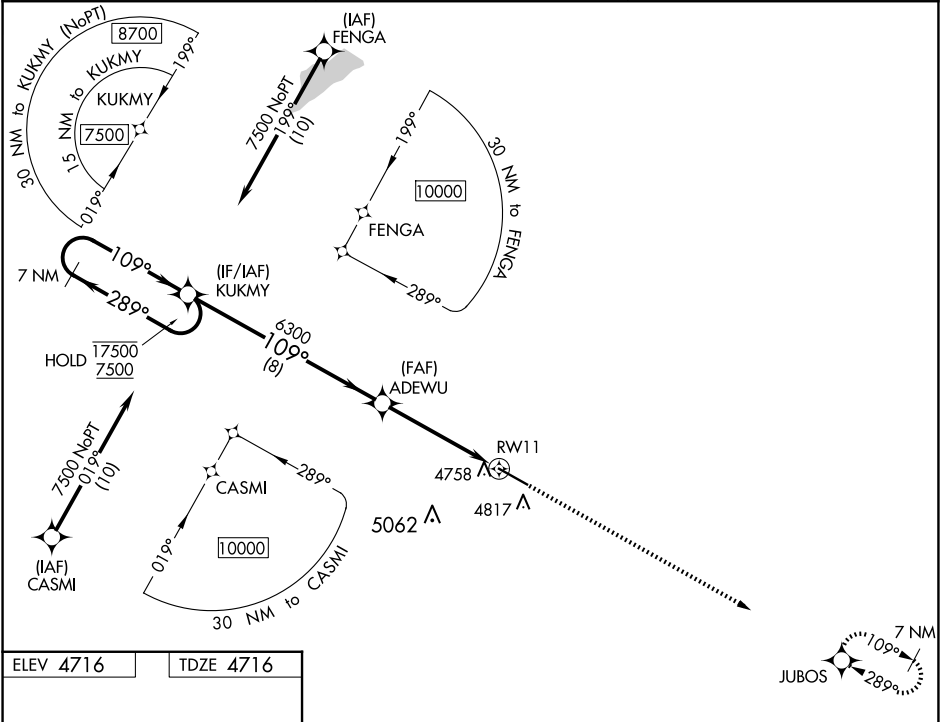 30 NM to KUKMY (NoPT)
8700
199°
15 NM to KUKMY
KUKMY
7500
019°
(IAF)
FENGA
7500 NoPT
199°
(10)
199°
30 NM to FENGA
10000
FENGA
289°
109°
7 NM
289°
(IF/IAF)
KUKMY
HOLD
17500
7500
6300
109°
(8)
(FAF)
ADEWU
RW11
4758
4817
5062
7500 NoPT
019°
(10)
(IAF)
CASMI
289°
CASMI
019°
10000
30 NM to CASMI
7 NM
109°
289°
JUBOS
ELEV 4716
TDZE 4716